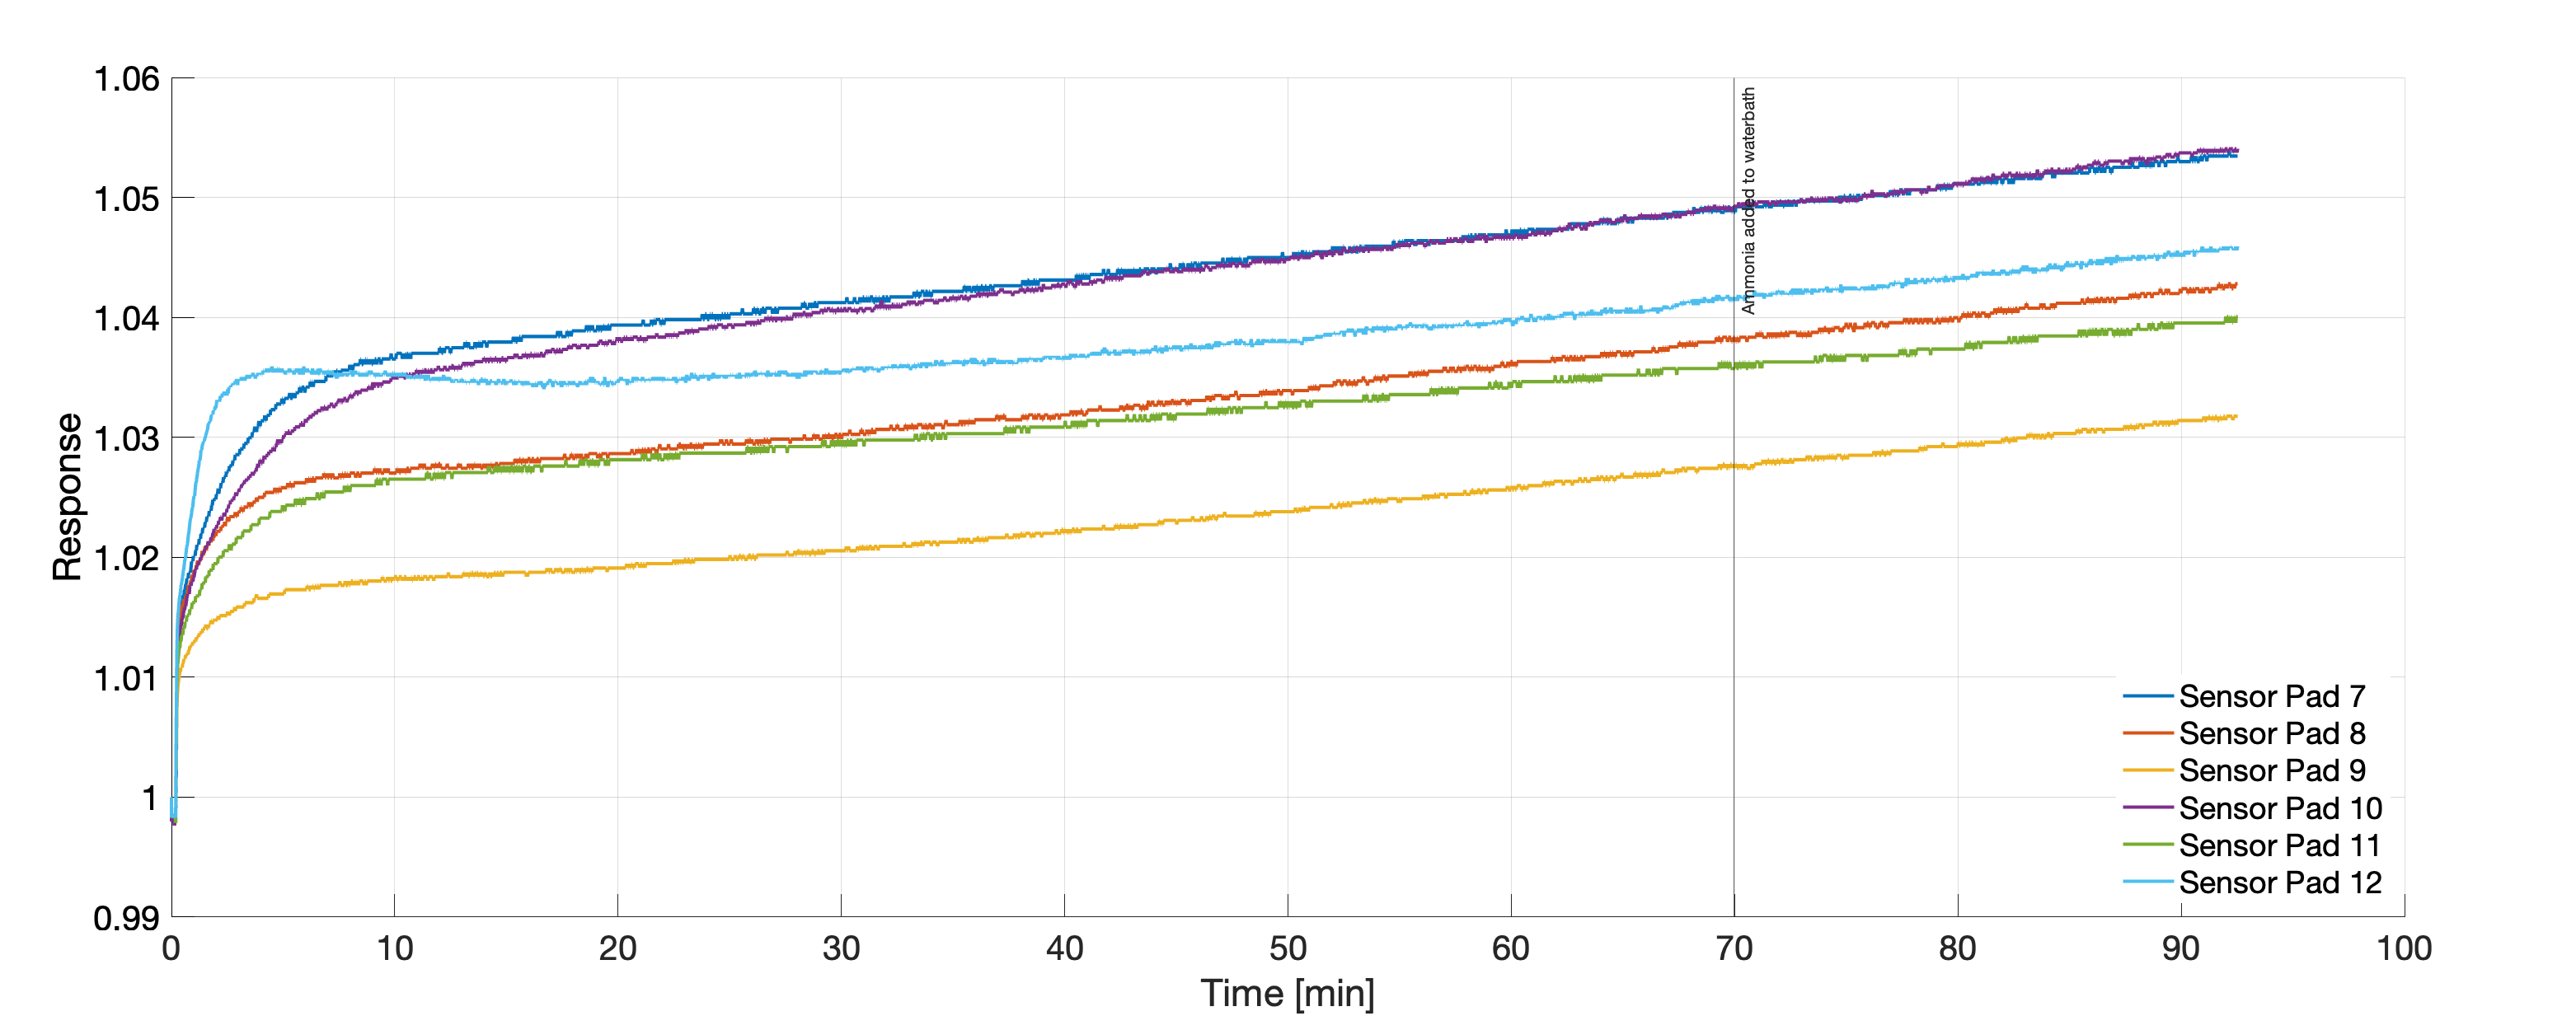 1.06
1.05
1.04
1.03
1.02
1.01
1
0.99
Response
0 10 20 30 40 50 60 70 80 90 100
Time [min]
Ammonia added to waterbath
Sensor Pad 7
Sensor Pad 8
Sensor Pad 9
Sensor Pad 10
Sensor Pad 11
Sensor Pad 12